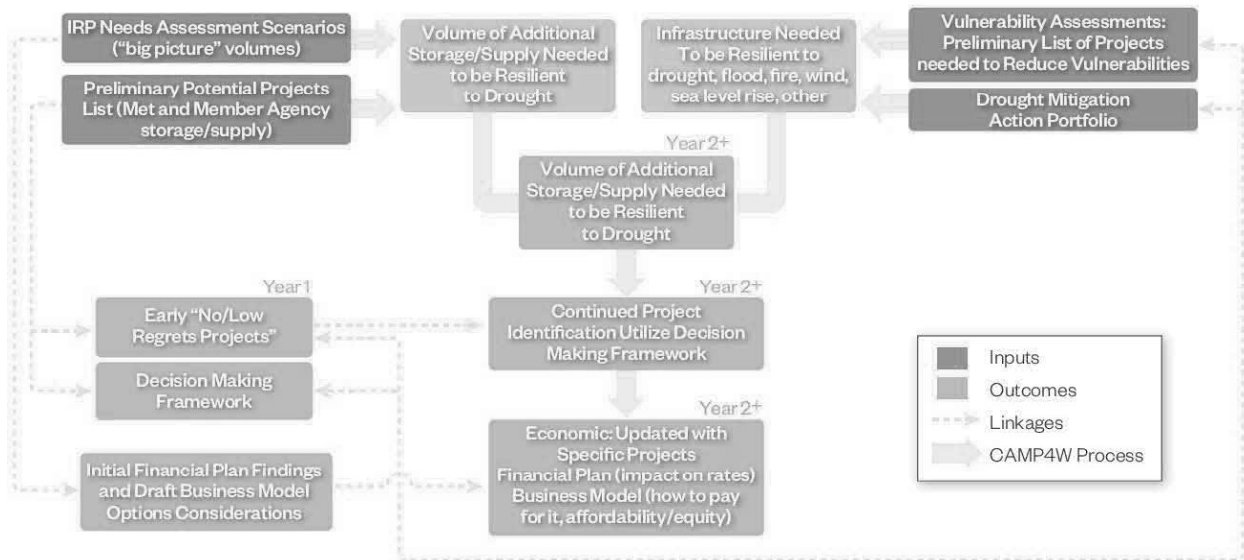 IRP Needs Assessment Scenarios
(“big picture” volumes)
Preliminary Potential Projects
List (Met and Member Agency
storage/supply)
Volume of Additional
Storage/Supply Needed
to be Resilient
to Drought
Infrastructure Needed
To be Resilient to
drought, flood, fire, wind,
sea level rise, other
Vulnerability Assessments:
Preliminary List of Projects
needed to Reduce Vulnerabilities
Drought Mitigation
Action Portfolio
Year 2+
Volume of Additional
Storage/Supply Needed
to be Resilient
to Drought
Year 1
Early “No/Low
Regrets Projects”
Decision Making
Framework
Year 2+
Continued Project
Identification Utilize Decision
Making Framework
Initial Financial Plan Findings
and Draft Business Model
Options Considerations
Year 2+
Economic: Updated with
Specific Projects
Financial Plan (impact on rates)
Business Model (how to pay
for it, affordability/equity)
Inputs
Outcomes
Linkages
CAMP4W Process